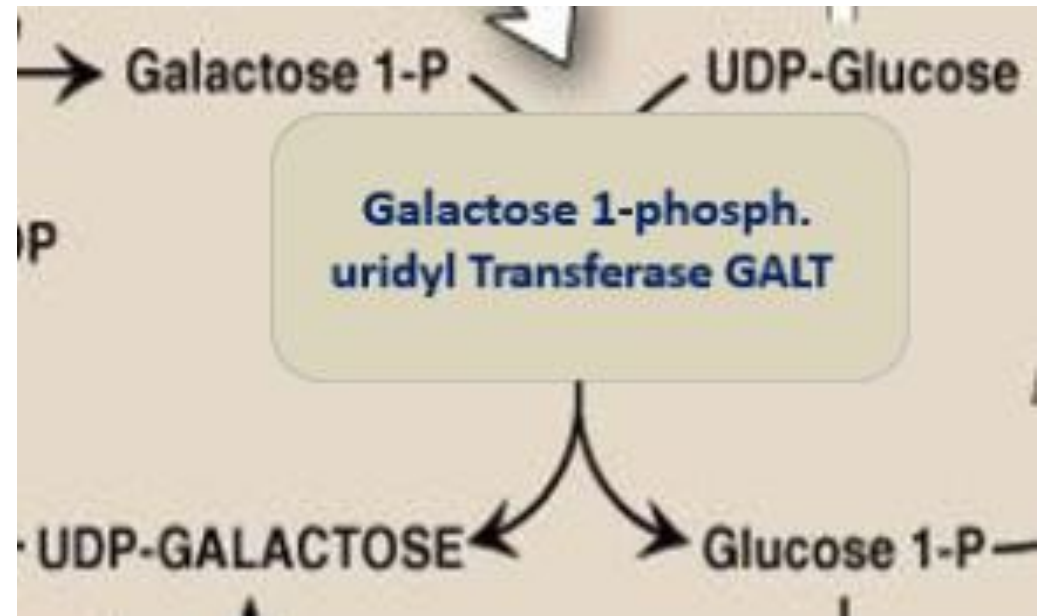 Galactose 1-P
UDP-Glucose
Galactose 1-phosph.
uridyl Transferase GALT
UDP-GALACTOSE
Glucose 1-P